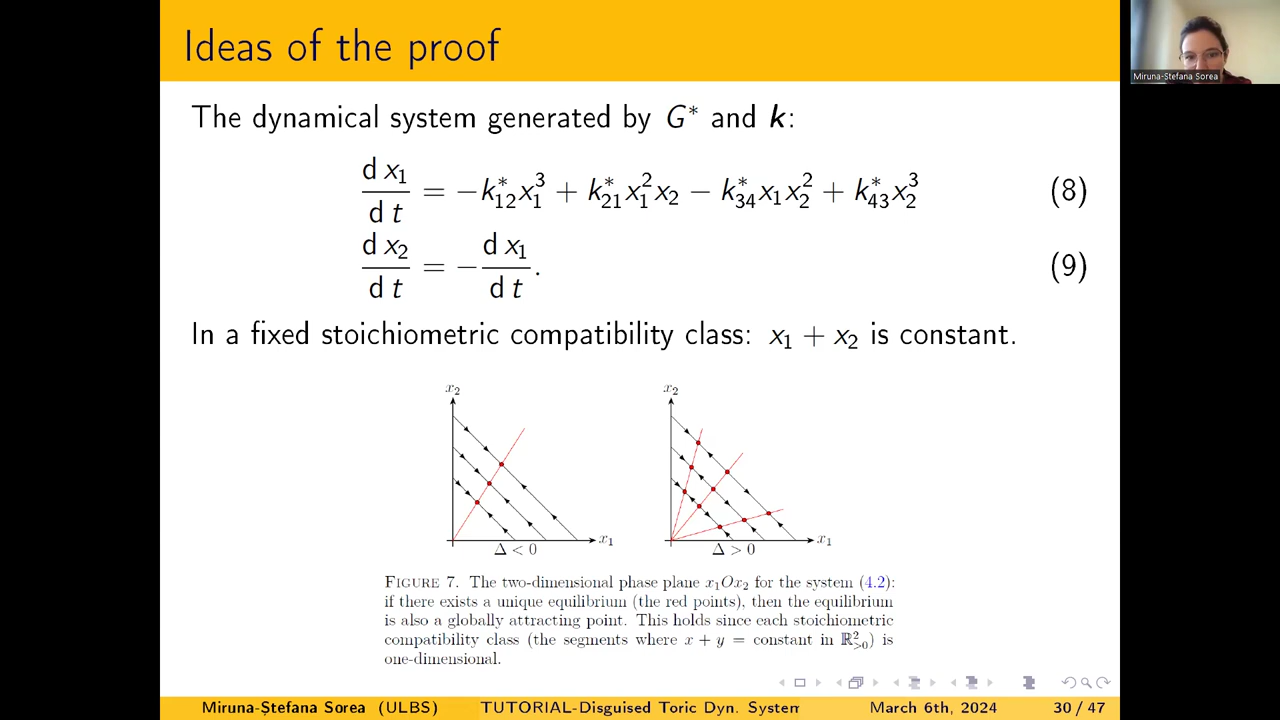 Ideas of the proof
Miruna-Stefana Sorea
The dynamical system generated by G* and k:
d x₁ / d t = −k*₁₂x₁³ + k*₂₁x₁²x₂ − k*₃₄x₁x₂² + k*₄₃x₂³ (8)
d x₂ / d t = − d x₁ / d t . (9)
In a fixed stoichiometric compatibility class: x₁ + x₂ is constant.
x₂ x₂
x₁ x₁
Δ < 0 Δ > 0
Figure 7. The two-dimensional phase plane x₁Ox₂ for the system (4.2):
if there exists a unique equilibrium (the red points), then the equilibrium
is also a globally attracting point. This holds since each stoichiometric
compatibility class (the segments where x + y = constant in ℝ²>0) is
one-dimensional.
Miruna-Ștefana Sorea (ULBS) TUTORIAL-Disguised Toric Dyn. System March 6th, 2024 30 / 47